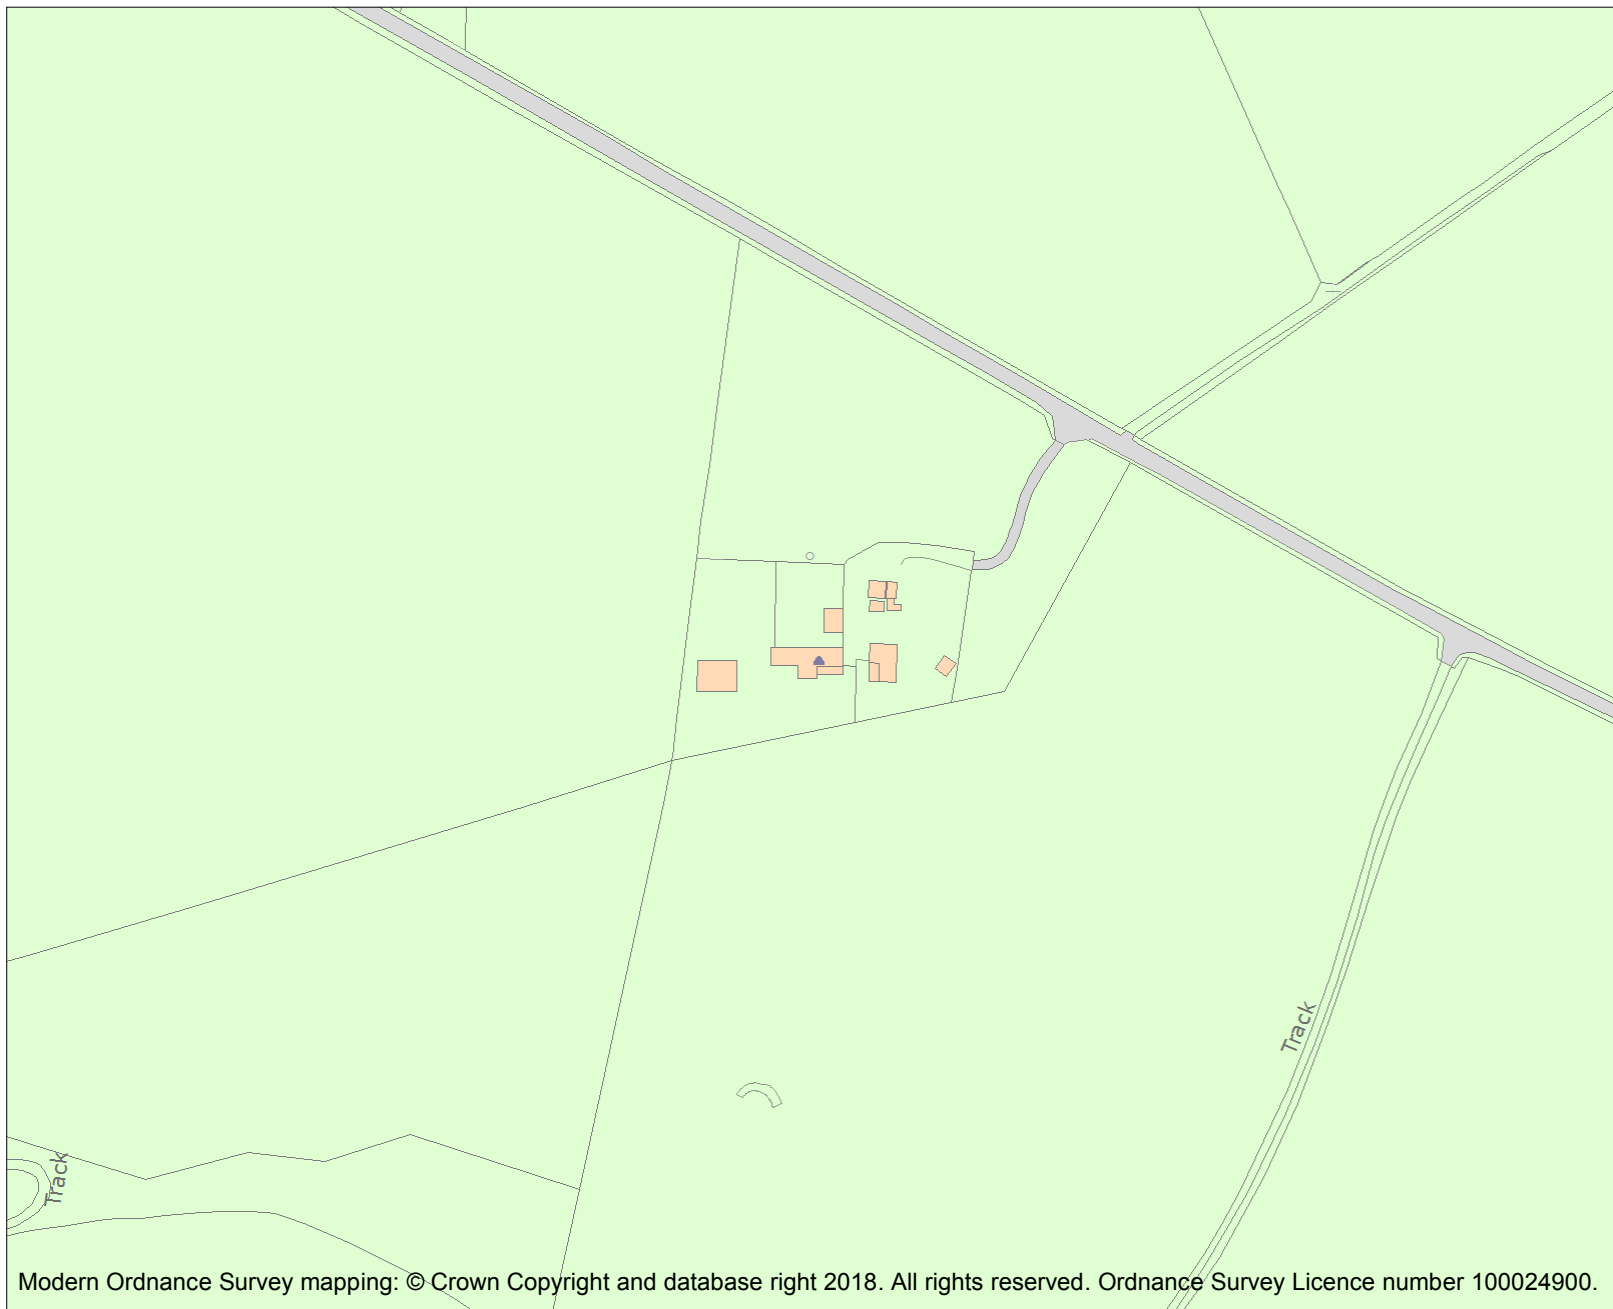 Track
Track
Modern Ordnance Survey mapping: © Crown Copyright and database right 2018. All rights reserved. Ordnance Survey Licence number 100024900.